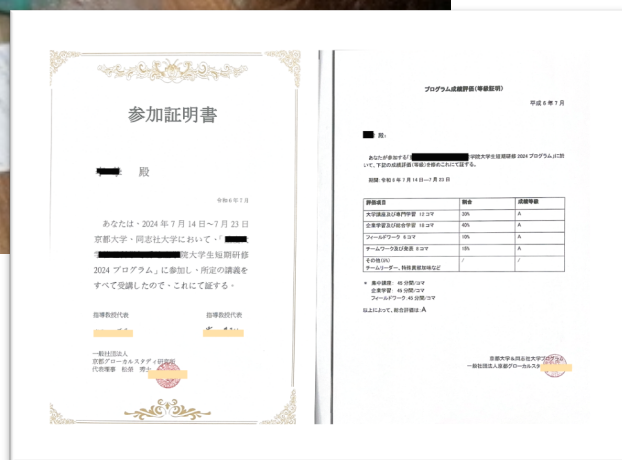 参加証明書
殿
令和6年7月
あなたは、2024 年 7 月 14 日~7 月 23 日
京都大学・同志社大学において、「
院大学生短期研修
2024 プログラム」に参加し、所定の講義を
すべて受講したので、これにて証する。
指導教授代表 指導教授代表
一般社団法人
京都グローカルスタディ研究所
代表理事 松依 博士
プログラム成績評価(等級証明)
平成 6 年 7 月
殿:
あなたが参加する「 学院大学生短期研修 2024 プログラム」に於
いて、下記の成績評価(等級)を修めこれにて証する。
期間: 令和 6 年 7 月 14 日—7 月 23 日
評価項目 割合 成績等級
大学講座及び専門学習 12 コマ 30% A
企業学習及び総合学習 18 コマ 40% A
フィールドワーク 6 コマ 15% A
チームワーク及び発表 6 コマ 15% A
その他(5%) / /
チームリーダー、特殊貢献加味など
* 集中講座: 45 分間/コマ
企業学習: 45 分間/コマ
フィールドワーク:45 分間/コマ
以上によって、総合評価は:A
京都大学&同志社大学プログラム
一般社団法人京都グローカルスタ